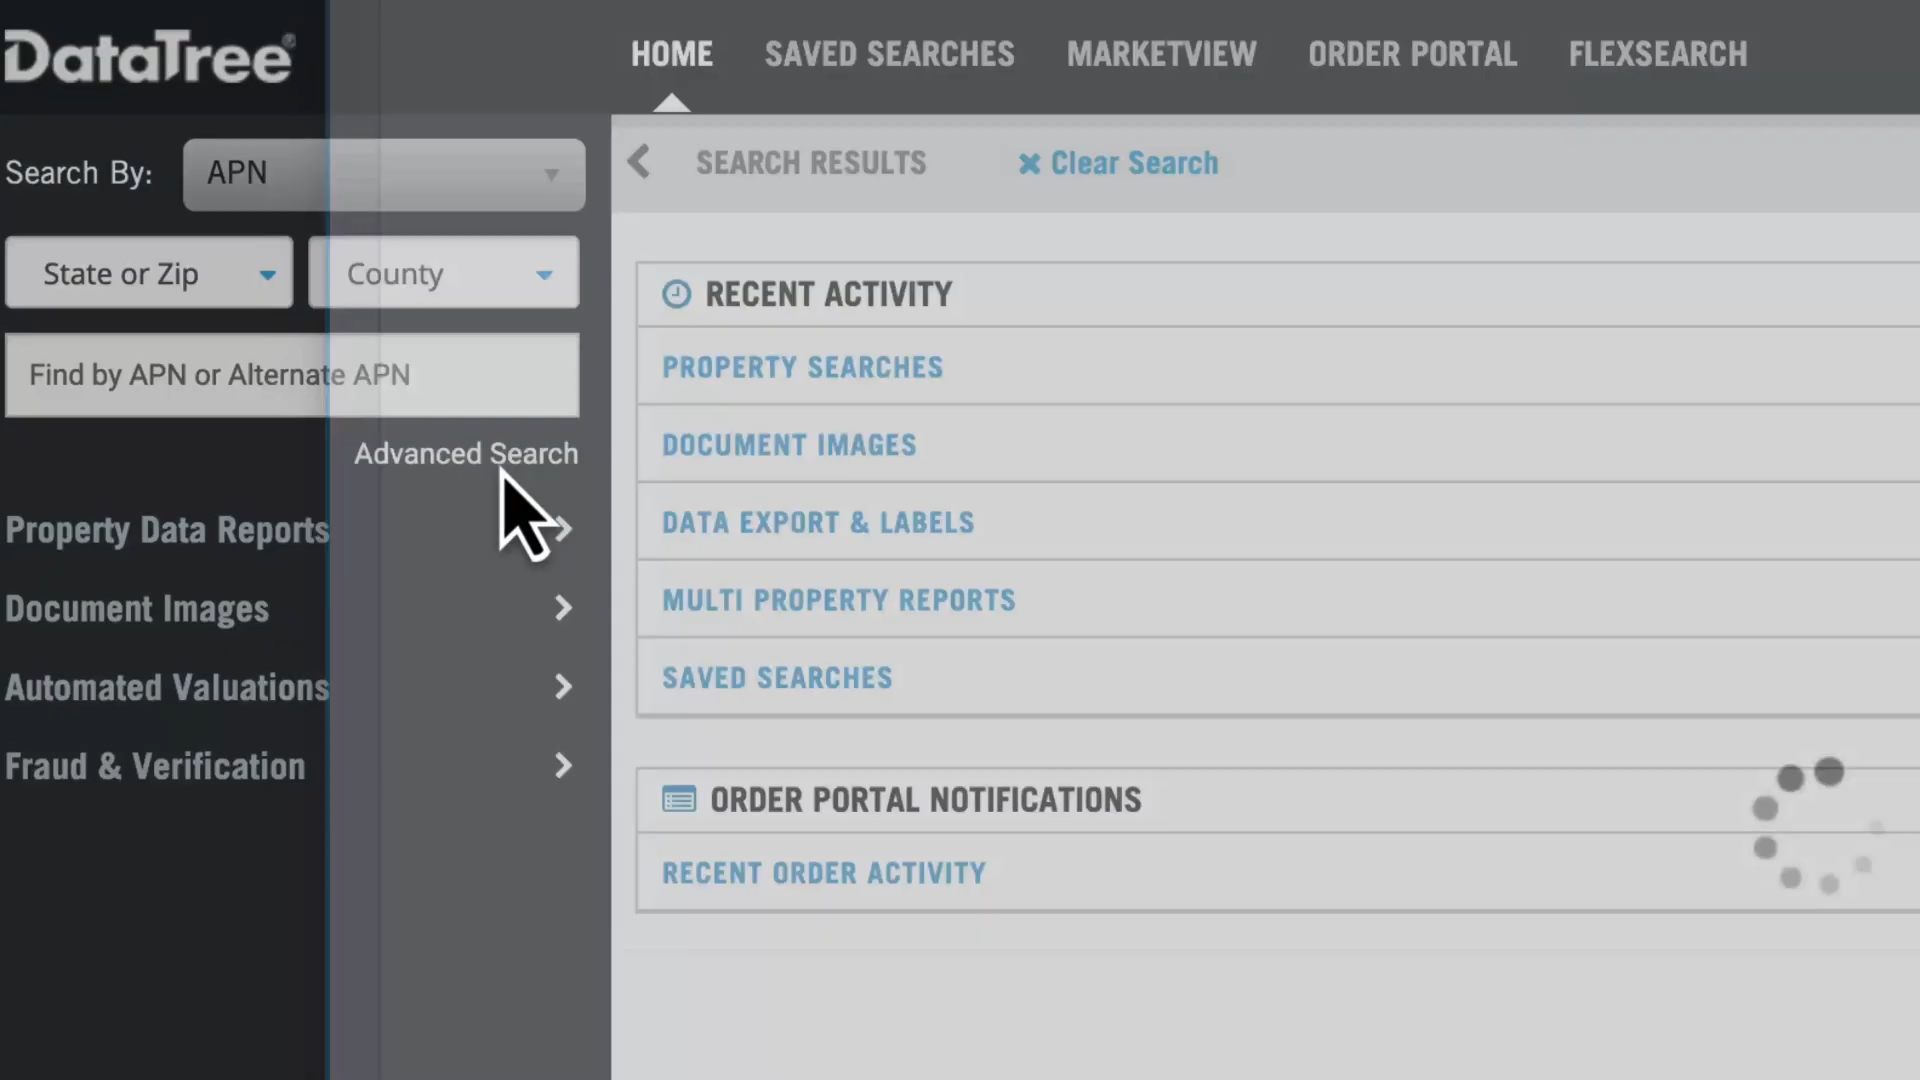 DataTree®
HOME SAVED SEARCHES MARKETVIEW ORDER PORTAL FLEXSEARCH
Search By: APN
State or Zip County
Find by APN or Alternate APN
Advanced Search
Property Data Reports
Document Images
Automated Valuations
Fraud & Verification
SEARCH RESULTS Clear Search
RECENT ACTIVITY
PROPERTY SEARCHES
DOCUMENT IMAGES
DATA EXPORT & LABELS
MULTI PROPERTY REPORTS
SAVED SEARCHES
ORDER PORTAL NOTIFICATIONS
RECENT ORDER ACTIVITY